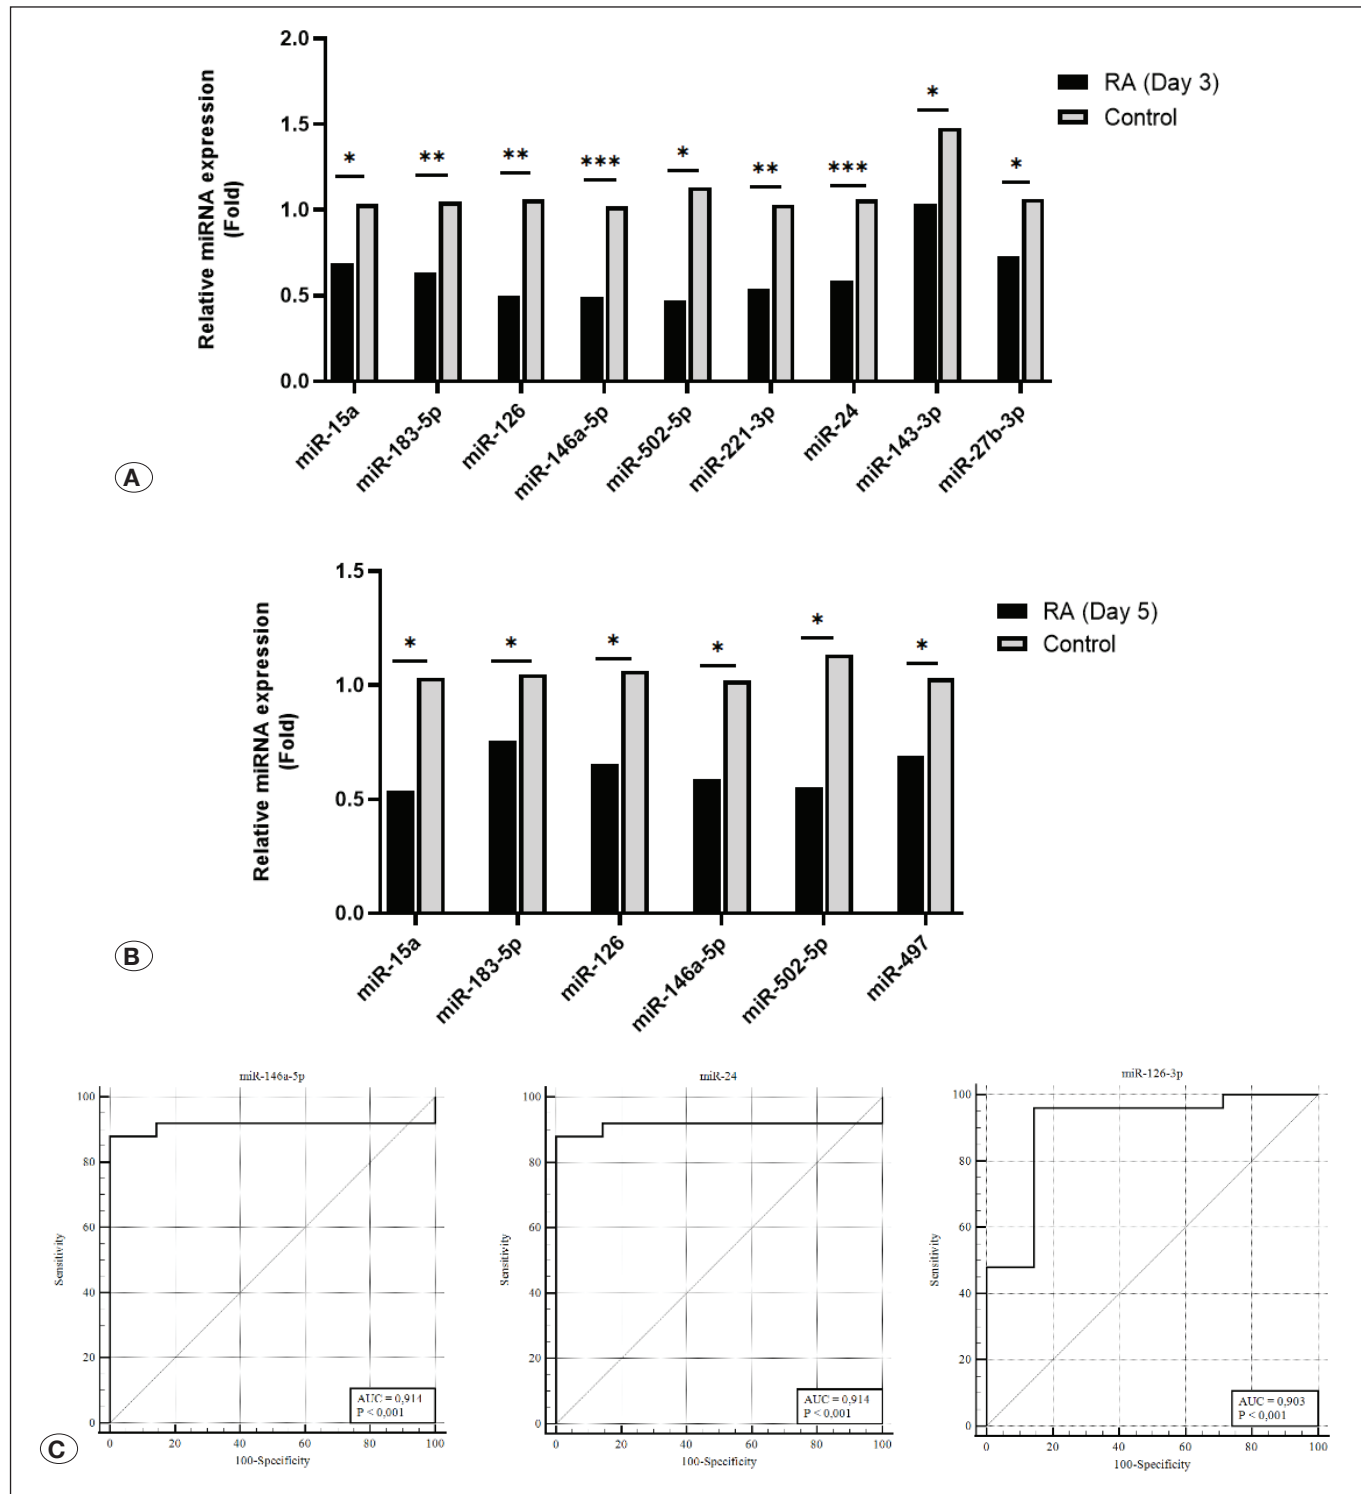 2.0
1.5
1.0
0.5
0.0
Relative miRNA expression
(Fold)
RA (Day 3)
Control
*
**
**
***
*
**
***
*
*
miR-15a
miR-183-5p
miR-126
miR-146a-5p
miR-502-5p
miR-221-3p
miR-24
miR-143-3p
miR-27b-3p
A
1.5
1.0
0.5
0.0
Relative miRNA expression
(Fold)
RA (Day 5)
Control
*
*
*
*
*
*
miR-15a
miR-183-5p
miR-126
miR-146a-5p
miR-502-5p
miR-497
B
miR-146a-5p
100
80
60
40
20
0
Sensitivity
AUC = 0,914
P < 0,001
0 20 40 60 80 100
100-Specificity
miR-24
100
80
60
40
20
0
Sensitivity
AUC = 0,914
P < 0,001
0 20 40 60 80 100
100-Specificity
miR-126-3p
100
80
60
40
20
0
Sensitivity
AUC = 0,903
P < 0,001
0 20 40 60 80 100
100-Specificity
C